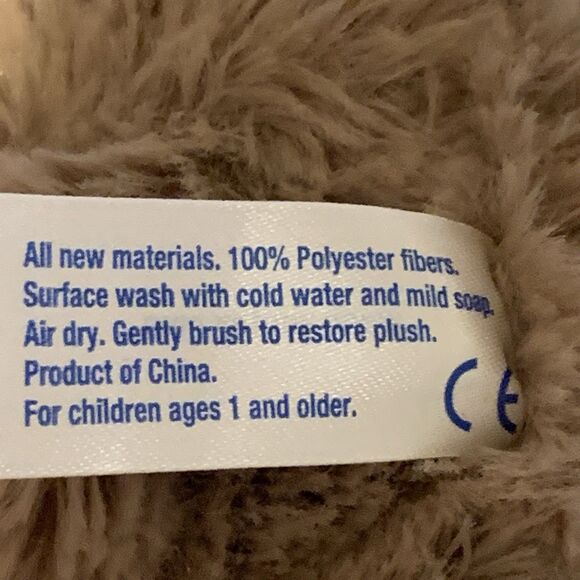 All new materials. 100% Polyester fibers.
Surface wash with cold water and mild soap.
Air dry. Gently brush to restore plush.
Product of China.
For children ages 1 and older.
CE